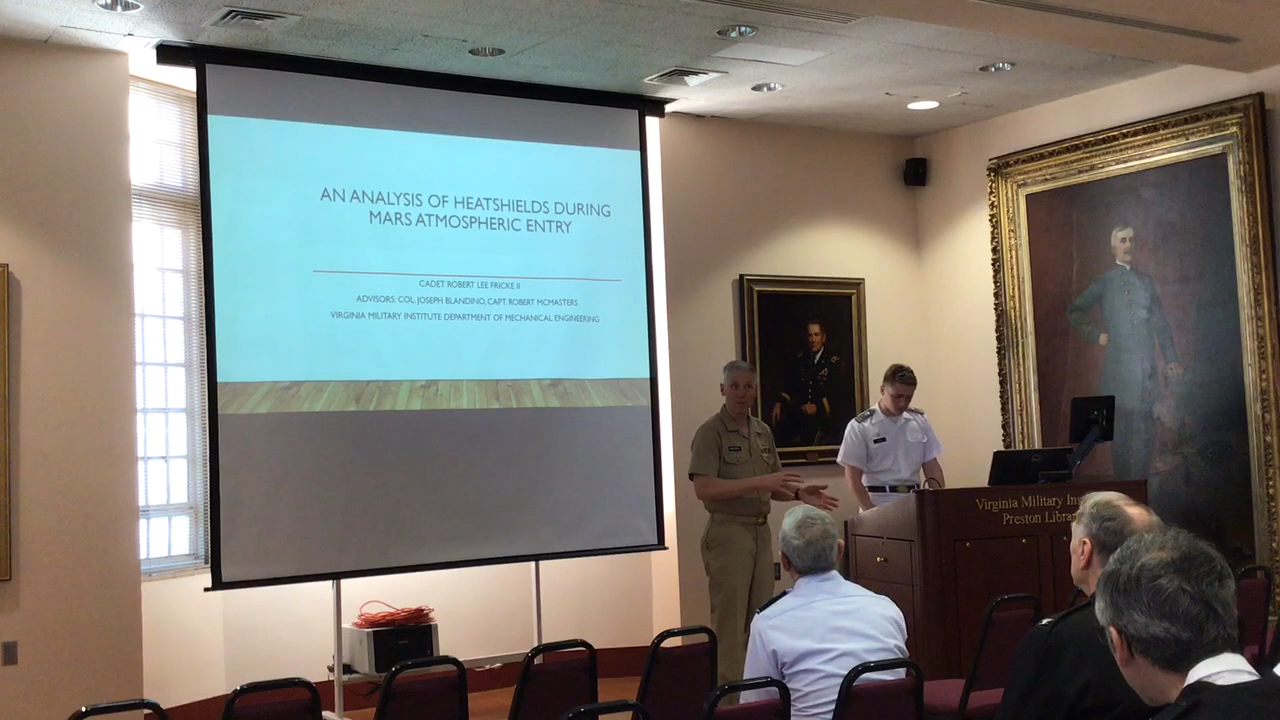 AN ANALYSIS OF HEATSHIELDS DURING
MARS ATMOSPHERIC ENTRY
CADET ROBERT LEE FRICKE II
ADVISORS: COL. JOSEPH BLANDINO, CAPT. ROBERT MCMASTERS
VIRGINIA MILITARY INSTITUTE DEPARTMENT OF MECHANICAL ENGINEERING
Virginia Military Ins
Preston Libra